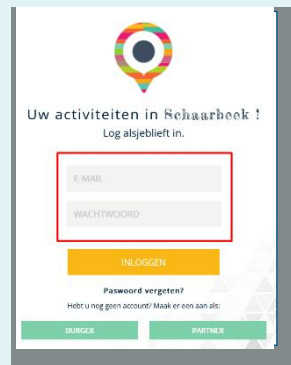 Uw activiteiten in Schaarbeek !
Log alsjeblieft in.
E-MAIL
WACHTWOORD
INLOGGEN
Paswoord vergeten?
Hebt u nog geen account? Maak er een aan als:
BURGER
PARTNER